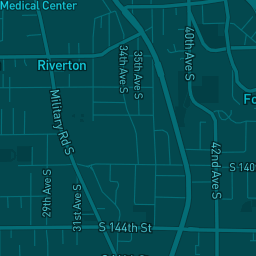 Medical Center
40th Ave S
34th Ave S
35th Ave S
Riverton
Military Rd S
S 140
42nd Ave S
29th Ave S
31st Ave S
S 144th St